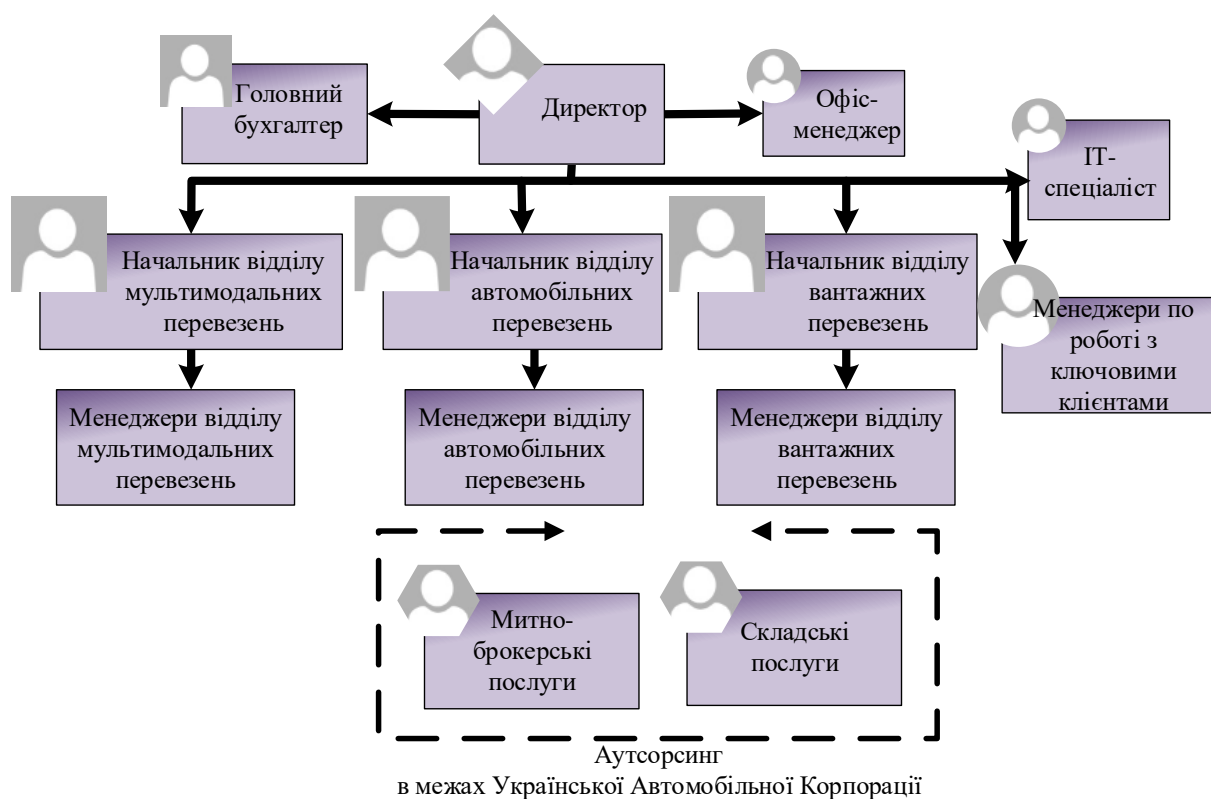 Головний
бухгалтер
Директор
Офіс-
менеджер
ІТ-
спеціаліст
Начальник відділу
мультимодальних
перевезень
Начальник відділу
автомобільних
перевезень
Начальник відділу
вантажних
перевезень
Менеджери по
роботі з
ключовими
клієнтами
Менеджери відділу
мультимодальних
перевезень
Менеджери відділу
автомобільних
перевезень
Менеджери відділу
вантажних
перевезень
Митно-
брокерські
послуги
Складські
послуги
Аутсорсинг
в межах Української Автомобільної Корпорації